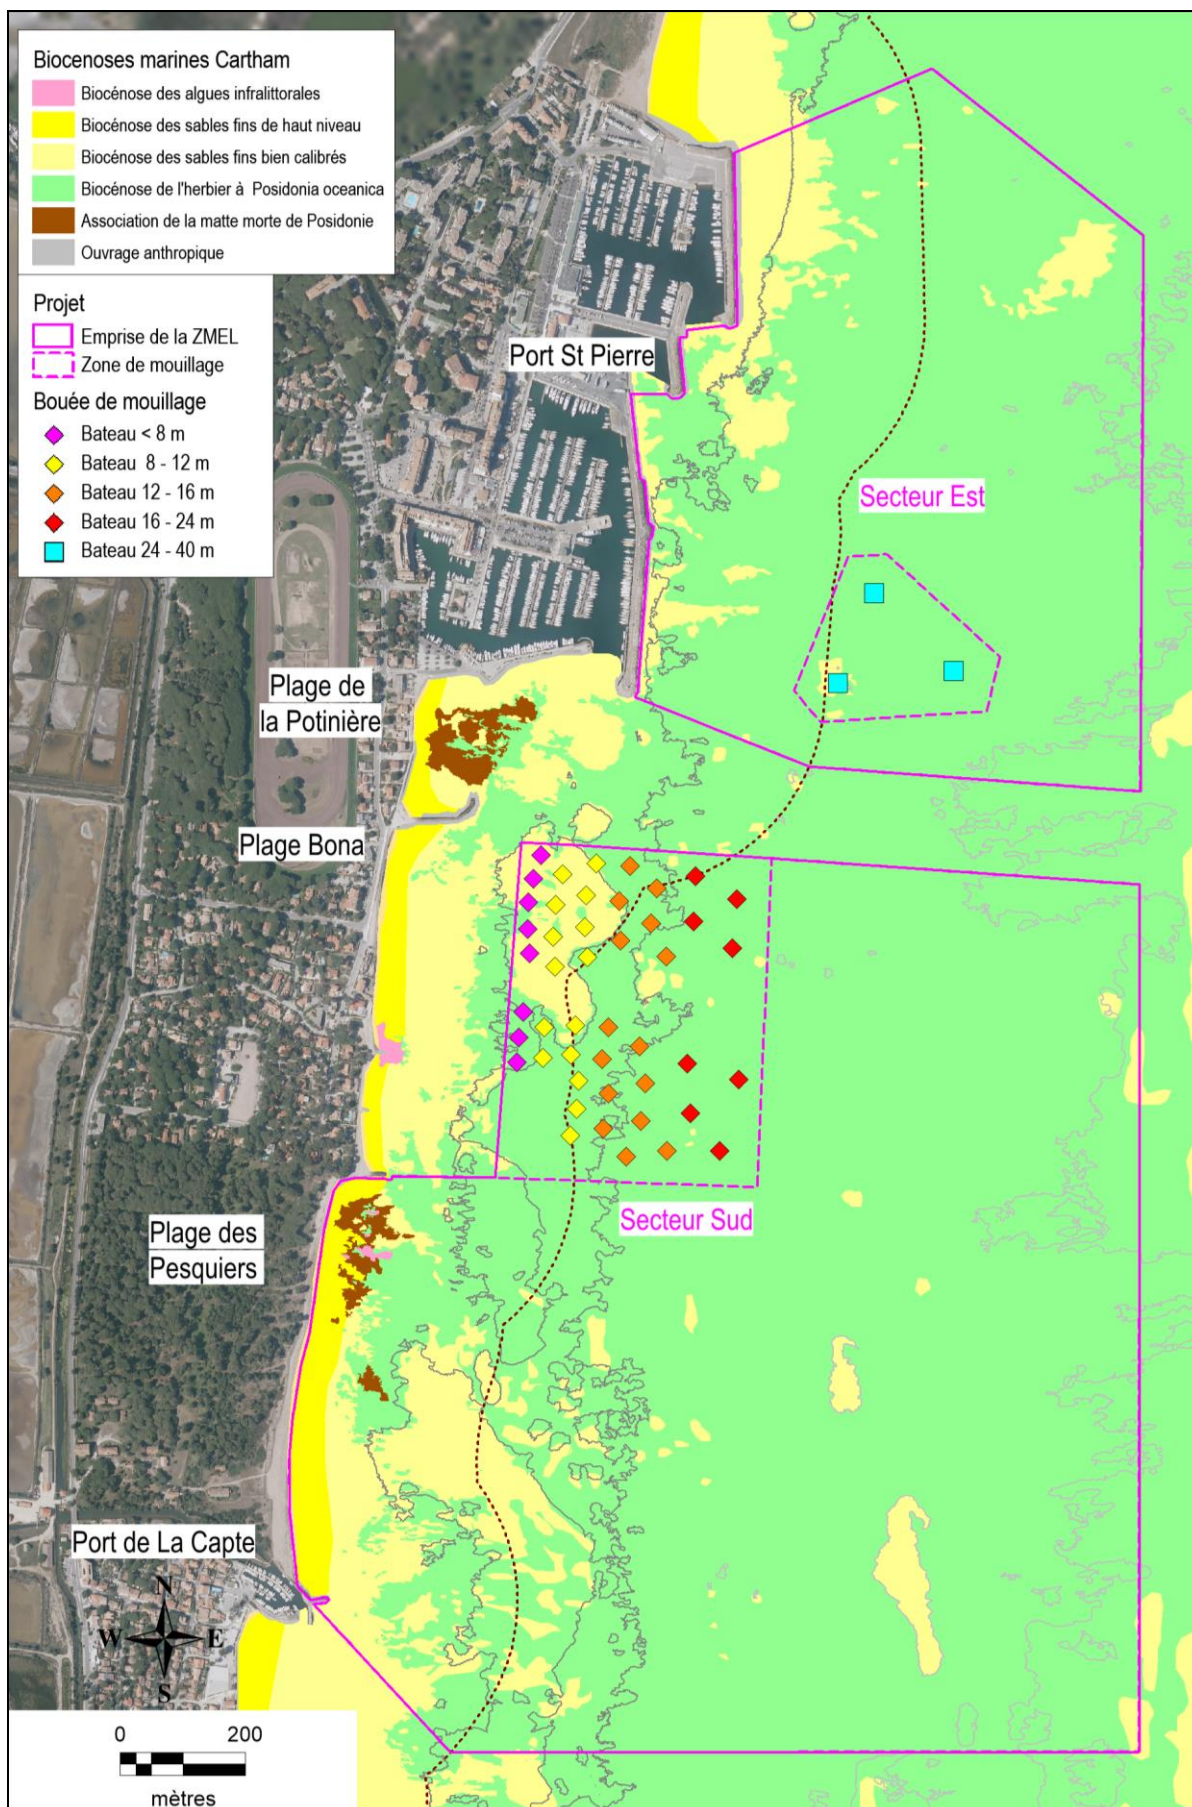 Biocenoses marines Cartham
Biocénose des algues infralittorales
Biocénose des sables fins de haut niveau
Biocénose des sables fins bien calibrés
Biocénose de l'herbier à Posidonia oceanica
Association de la matte morte de Posidonie
Ouvrage anthropique
Projet
Emprise de la ZMEL
Zone de mouillage
Bouée de mouillage
Bateau < 8 m
Bateau 8 - 12 m
Bateau 12 - 16 m
Bateau 16 - 24 m
Bateau 24 - 40 m
Port St Pierre
Secteur Est
Plage de
la Potinière
Plage Bona
Secteur Sud
Plage des
Pesquiers
Port de La Capte
N
W E
S
0 200
mètres